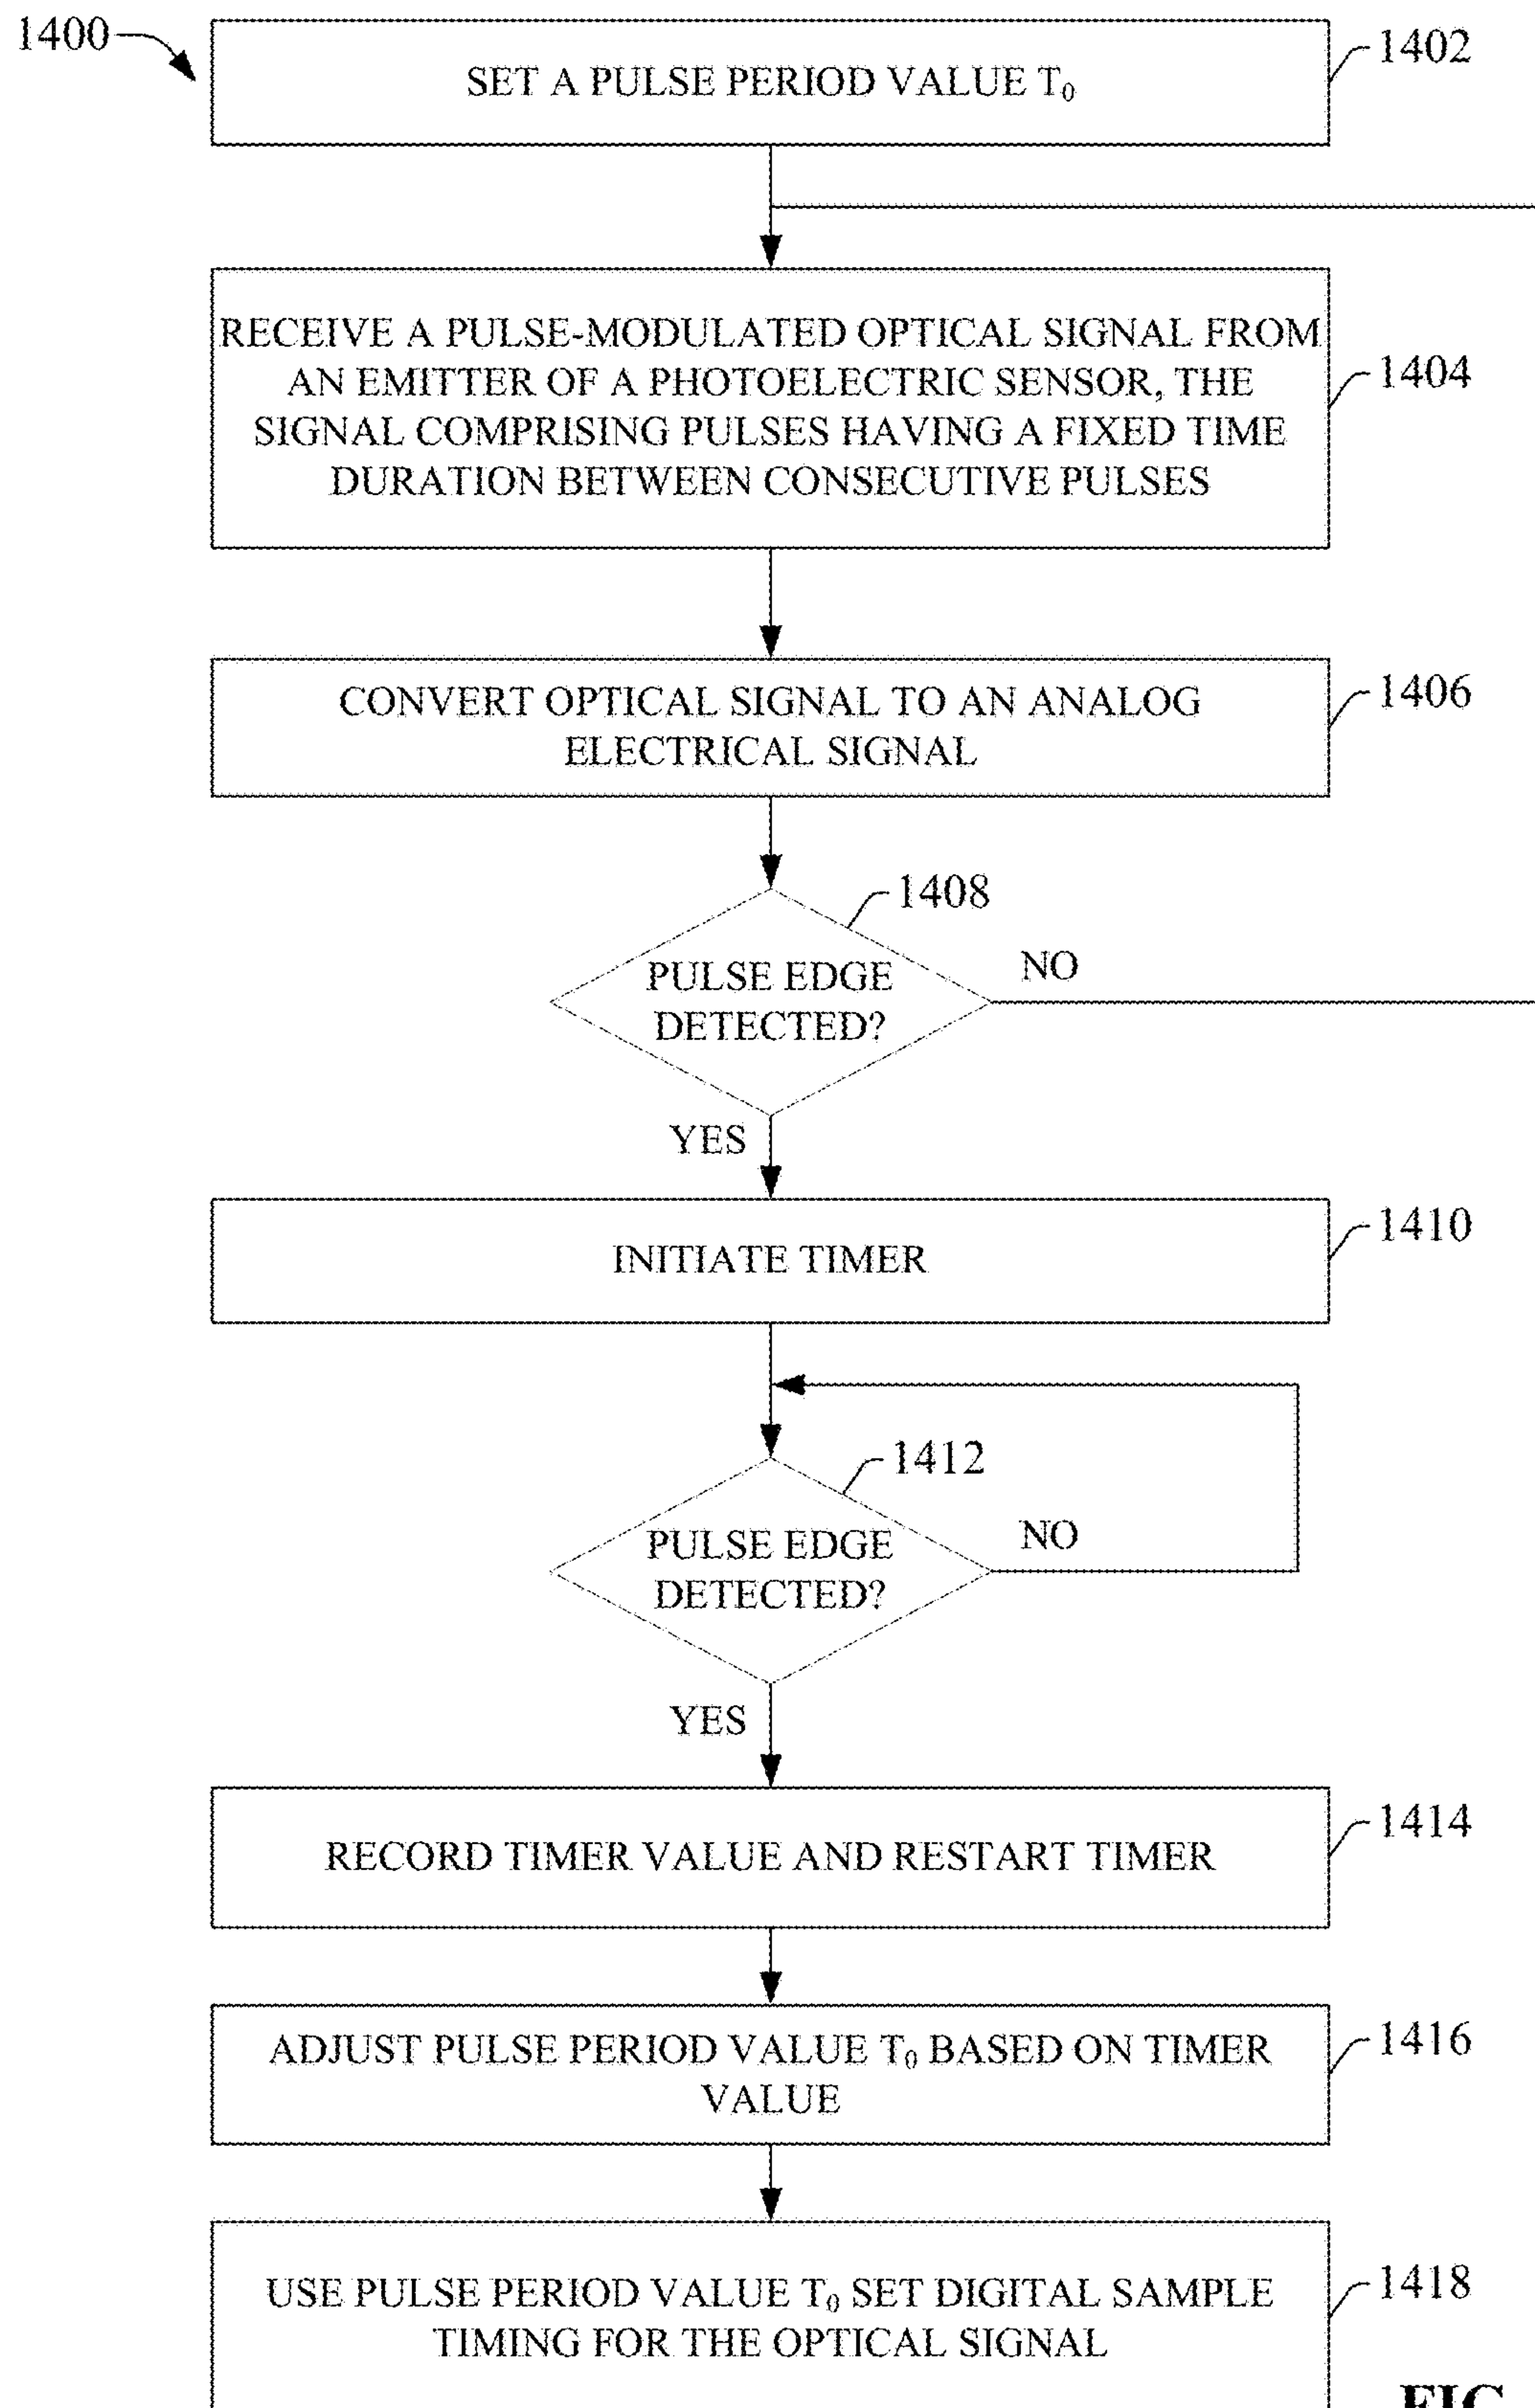 1400
1402
SET A PULSE PERIOD VALUE T₀
RECEIVE A PULSE-MODULATED OPTICAL SIGNAL FROM
AN EMITTER OF A PHOTOELECTRIC SENSOR, THE
SIGNAL COMPRISING PULSES HAVING A FIXED TIME
DURATION BETWEEN CONSECUTIVE PULSES
1404
CONVERT OPTICAL SIGNAL TO AN ANALOG
ELECTRICAL SIGNAL
1406
1408
PULSE EDGE
DETECTED?
NO
YES
INITIATE TIMER
1410
1412
PULSE EDGE
DETECTED?
NO
YES
RECORD TIMER VALUE AND RESTART TIMER
1414
ADJUST PULSE PERIOD VALUE T₀ BASED ON TIMER
VALUE
1416
USE PULSE PERIOD VALUE T₀ SET DIGITAL SAMPLE
TIMING FOR THE OPTICAL SIGNAL
1418